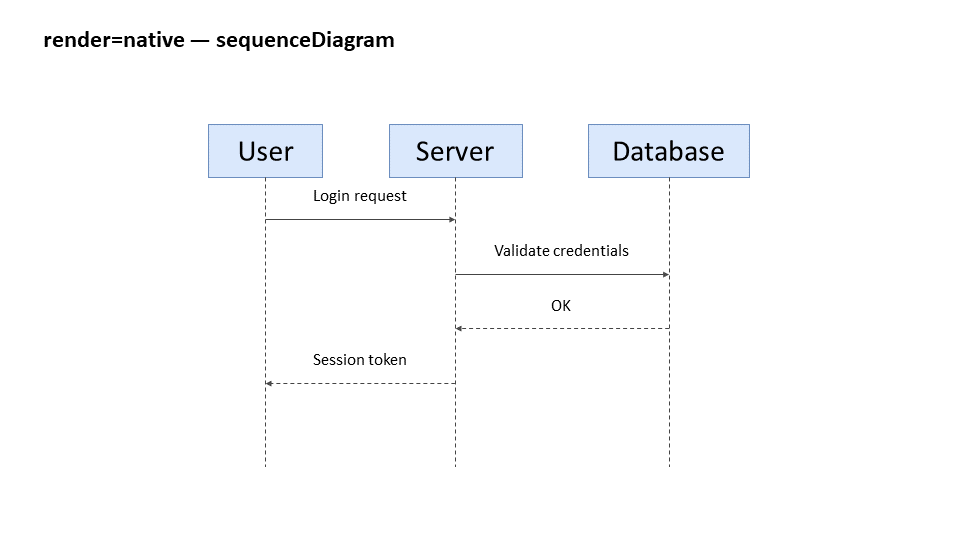 render=native — sequenceDiagram
User
Server
Database
Login request
Validate credentials
OK
Session token